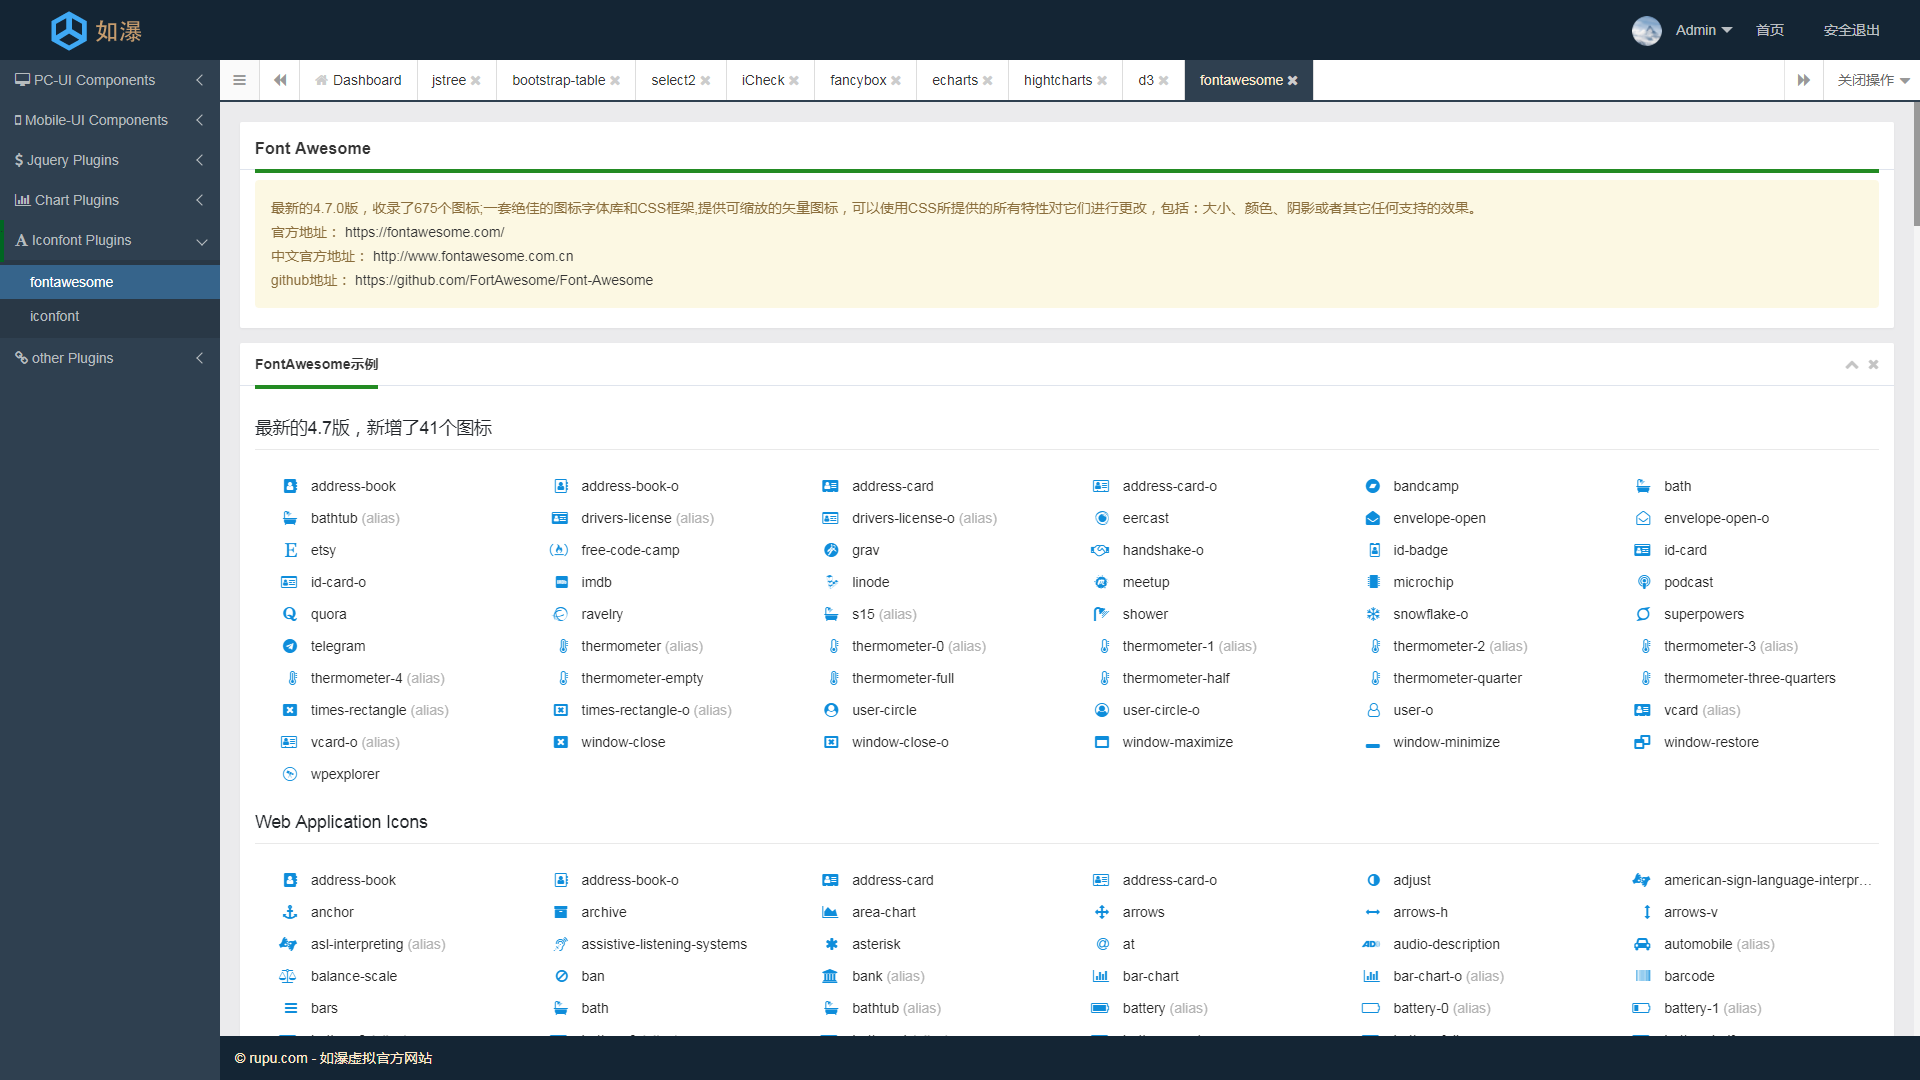 如瀑
Admin 首页 安全退出
PC-UI Components
Mobile-UI Components
Jquery Plugins
Chart Plugins
Iconfont Plugins
fontawesome
iconfont
other Plugins
Dashboard jstree bootstrap-table select2 iCheck fancybox echarts hightcharts d3 fontawesome 关闭操作
Font Awesome
最新的4.7.0版，收录了675个图标;一套绝佳的图标字体库和CSS框架,提供可缩放的矢量图标，可以使用CSS所提供的所有特性对它们进行更改，包括：大小、颜色、阴影或者其它任何支持的效果。
官方地址： https://fontawesome.com/
中文官方地址： http://www.fontawesome.com.cn
github地址： https://github.com/FortAwesome/Font-Awesome
FontAwesome示例
最新的4.7版，新增了41个图标
address-book address-book-o address-card address-card-o bandcamp bath
bathtub (alias) drivers-license (alias) drivers-license-o (alias) eercast envelope-open envelope-open-o
etsy free-code-camp grav handshake-o id-badge id-card
id-card-o imdb linode meetup microchip podcast
quora ravelry s15 (alias) shower snowflake-o superpowers
telegram thermometer (alias) thermometer-0 (alias) thermometer-1 (alias) thermometer-2 (alias) thermometer-3 (alias)
thermometer-4 (alias) thermometer-empty thermometer-full thermometer-half thermometer-quarter thermometer-three-quarters
times-rectangle (alias) times-rectangle-o (alias) user-circle user-circle-o user-o vcard (alias)
vcard-o (alias) window-close window-close-o window-maximize window-minimize window-restore
wpexplorer
Web Application Icons
address-book address-book-o address-card address-card-o adjust american-sign-language-interpr...
anchor archive area-chart arrows arrows-h arrows-v
asl-interpreting (alias) assistive-listening-systems asterisk at audio-description automobile (alias)
balance-scale ban bank (alias) bar-chart bar-chart-o (alias) barcode
bars bath bathtub (alias) battery (alias) battery-0 (alias) battery-1 (alias)
© rupu.com - 如瀑虚拟官方网站